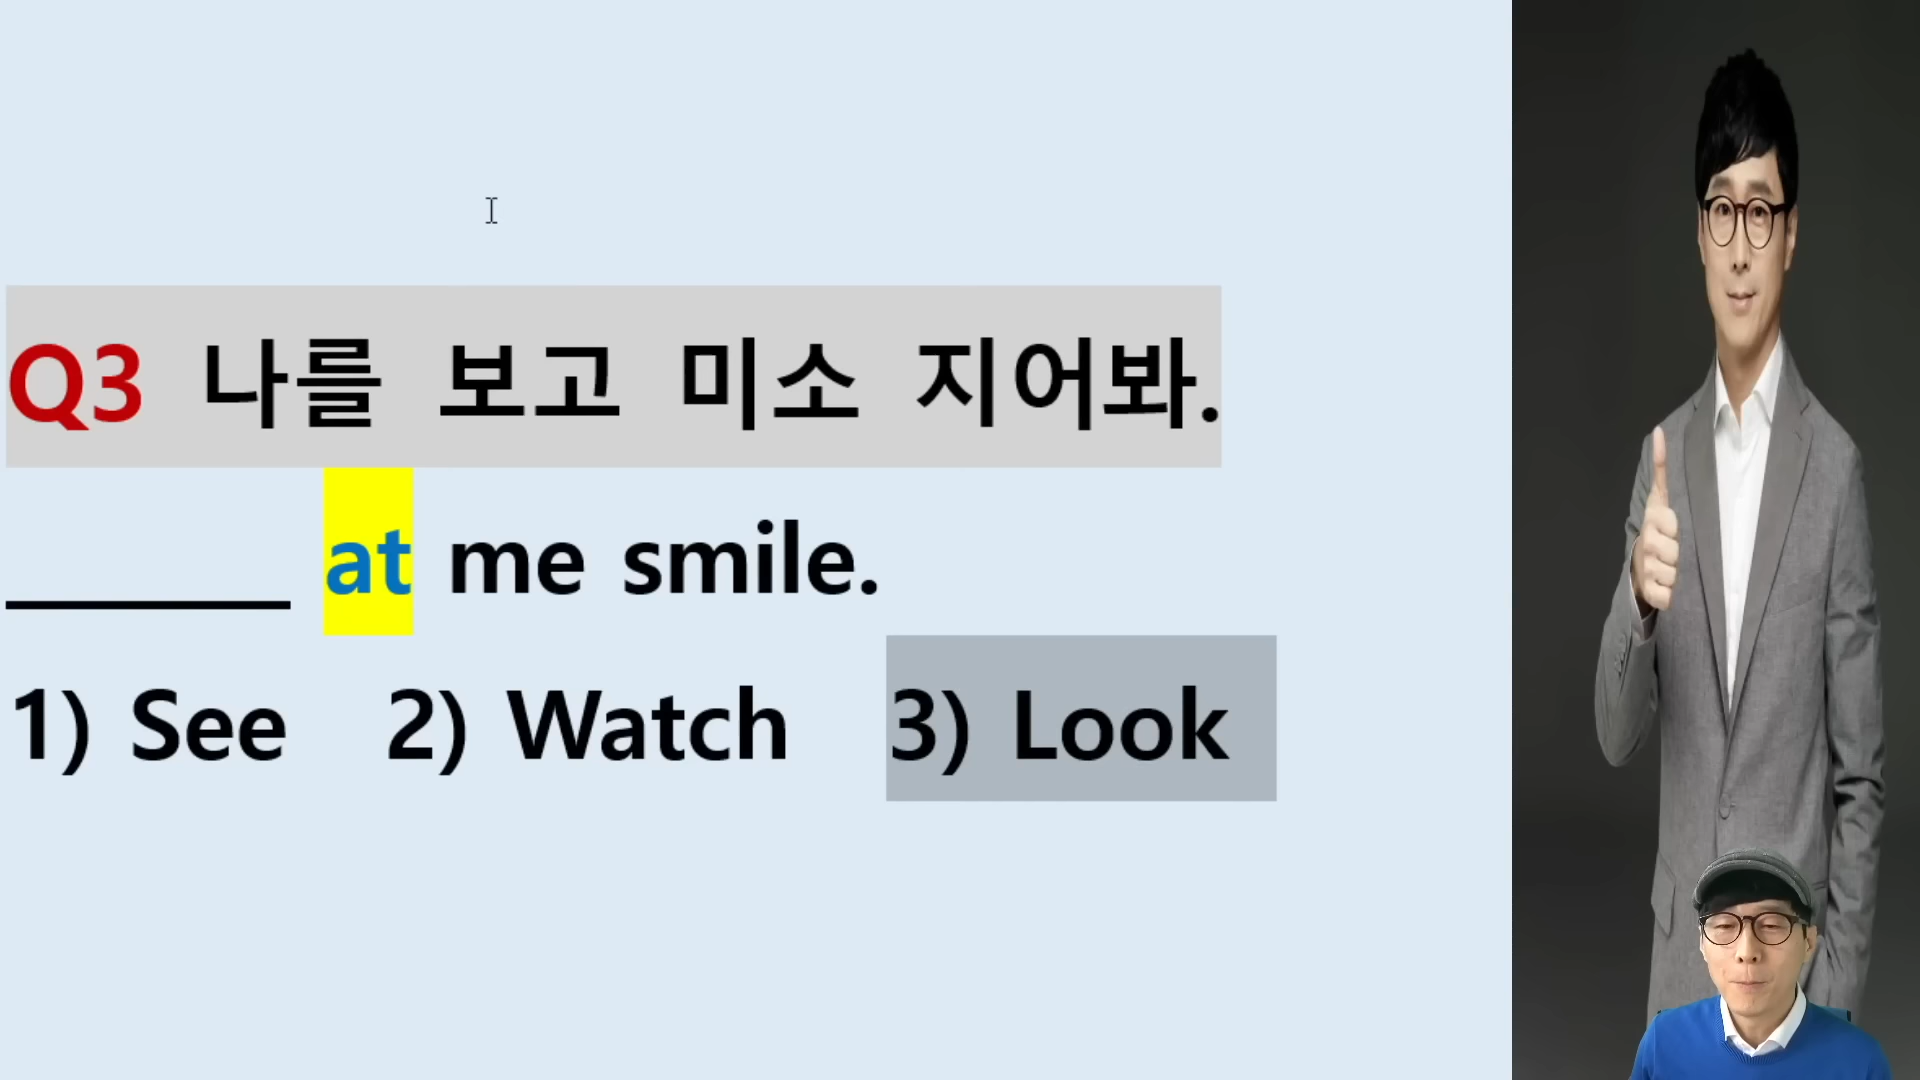 Q3 나를 보고 미소 지어봐.
______ at me smile.
1) See 2) Watch 3) Look